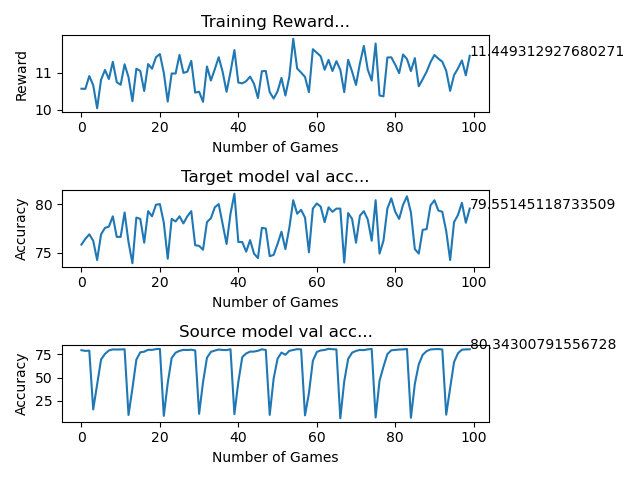 Training Reward...
11
10
Reward
11.449312927680271
0 20 40 60 80 100
Number of Games
Target model val acc...
80
75
Accuracy
79.55145118733509
0 20 40 60 80 100
Number of Games
Source model val acc...
75
50
25
Accuracy
80.34300791556728
0 20 40 60 80 100
Number of Games